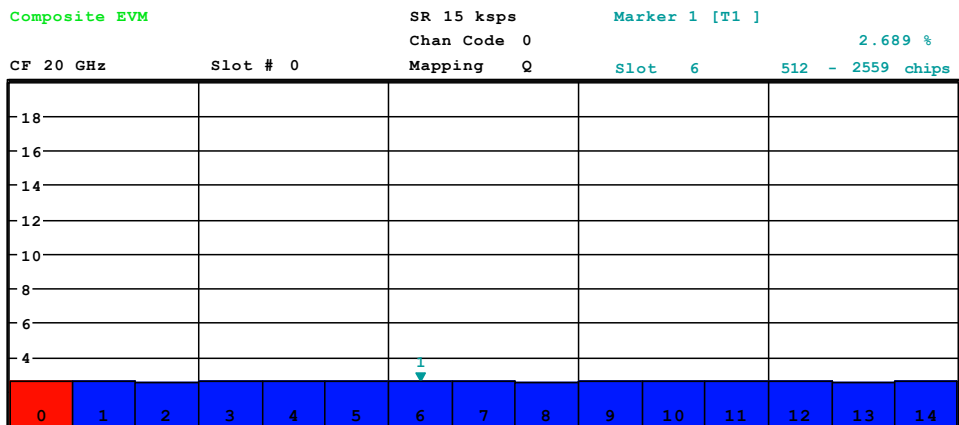 Composite EVM SR 15 ksps Marker 1 [T1 ]
Chan Code 0 2.689 %
CF 20 GHz Slot # 0 Mapping Q Slot 6 512 - 2559 chips
18
16
14
12
10
8
6
4
1
0 1 2 3 4 5 6 7 8 9 10 11 12 13 14